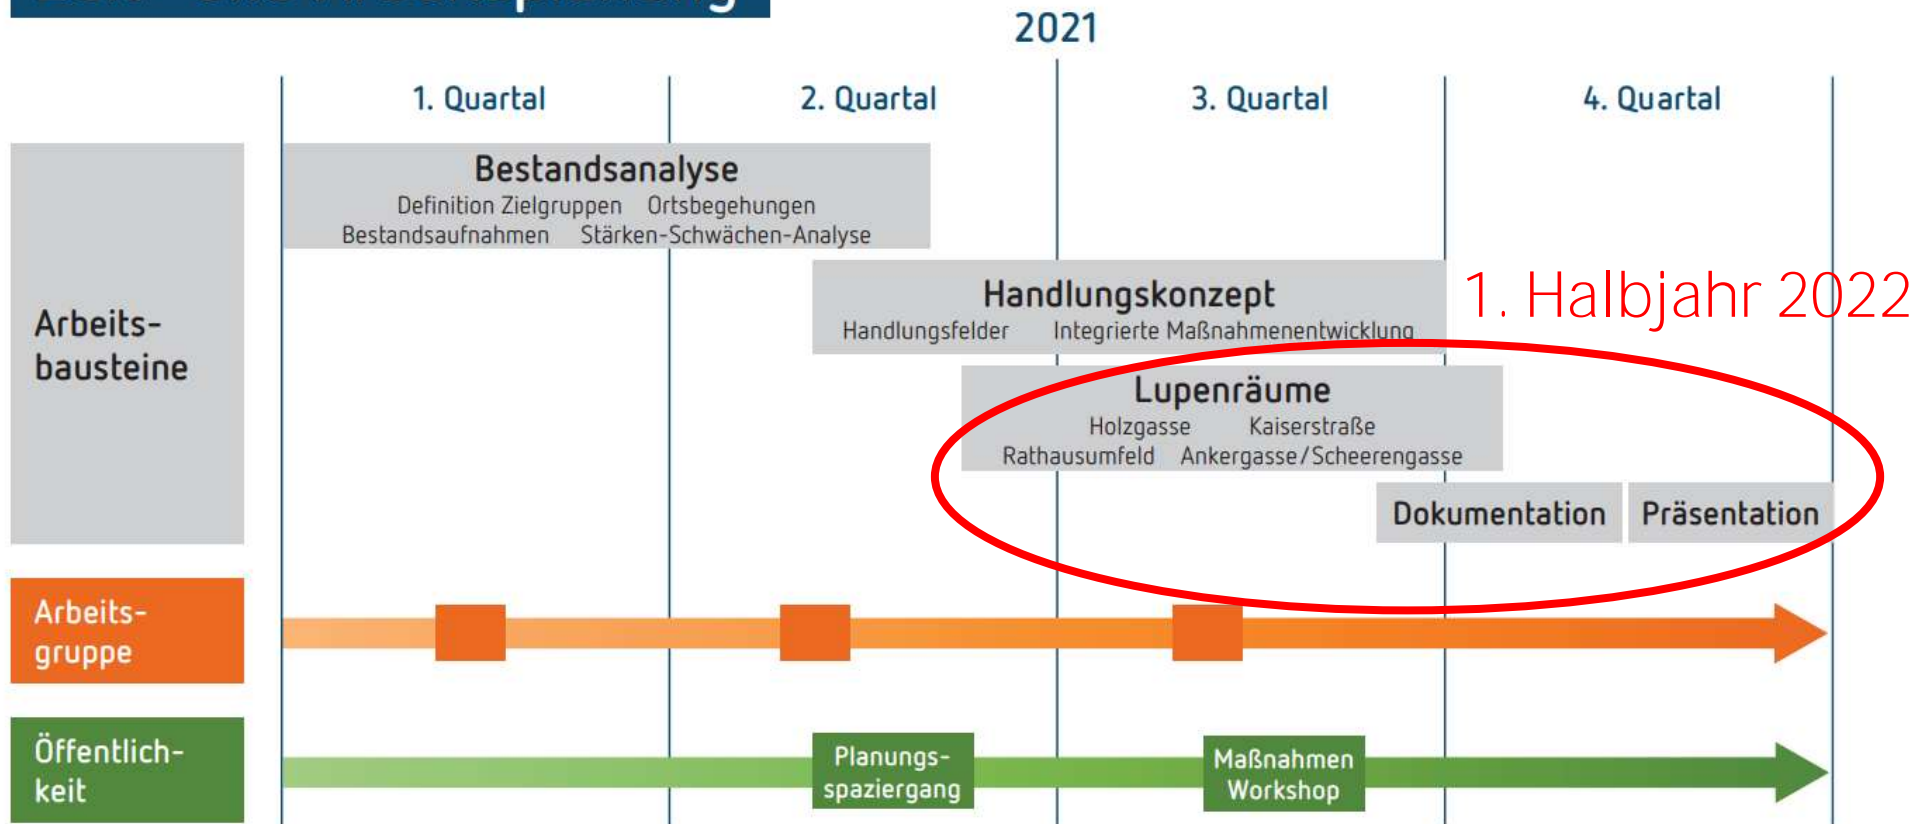 2021
1. Quartal
2. Quartal
3. Quartal
4. Quartal
Arbeits-
bausteine
Bestandsanalyse
Definition Zielgruppen Ortsbegehungen
Bestandsaufnahmen Stärken-Schwächen-Analyse
Handlungskonzept
Handlungsfelder Integrierte Maßnahmenentwicklung
1. Halbjahr 2022
Lupenräume
Holzgasse Kaiserstraße
Rathausumfeld Ankergasse/Scheerengasse
Dokumentation
Präsentation
Arbeits-
gruppe
Öffentlich-
keit
Planungs-
spaziergang
Maßnahmen
Workshop